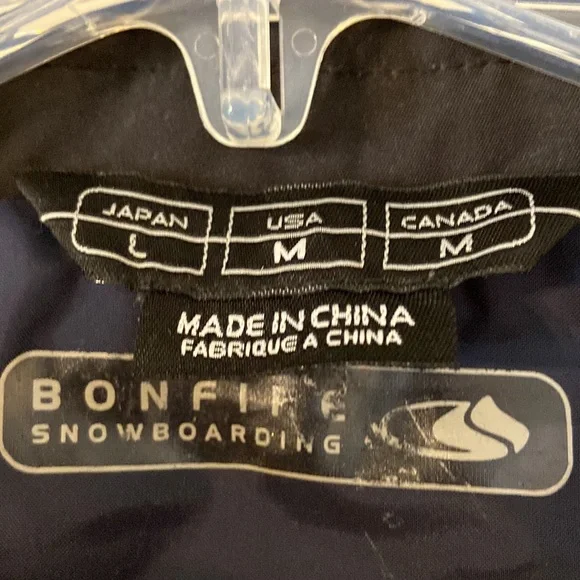 JAPAN USA CANADA
L M M
MADE IN CHINA
FABRIQUE A CHINA
BONFIRE
SNOWBOARDING